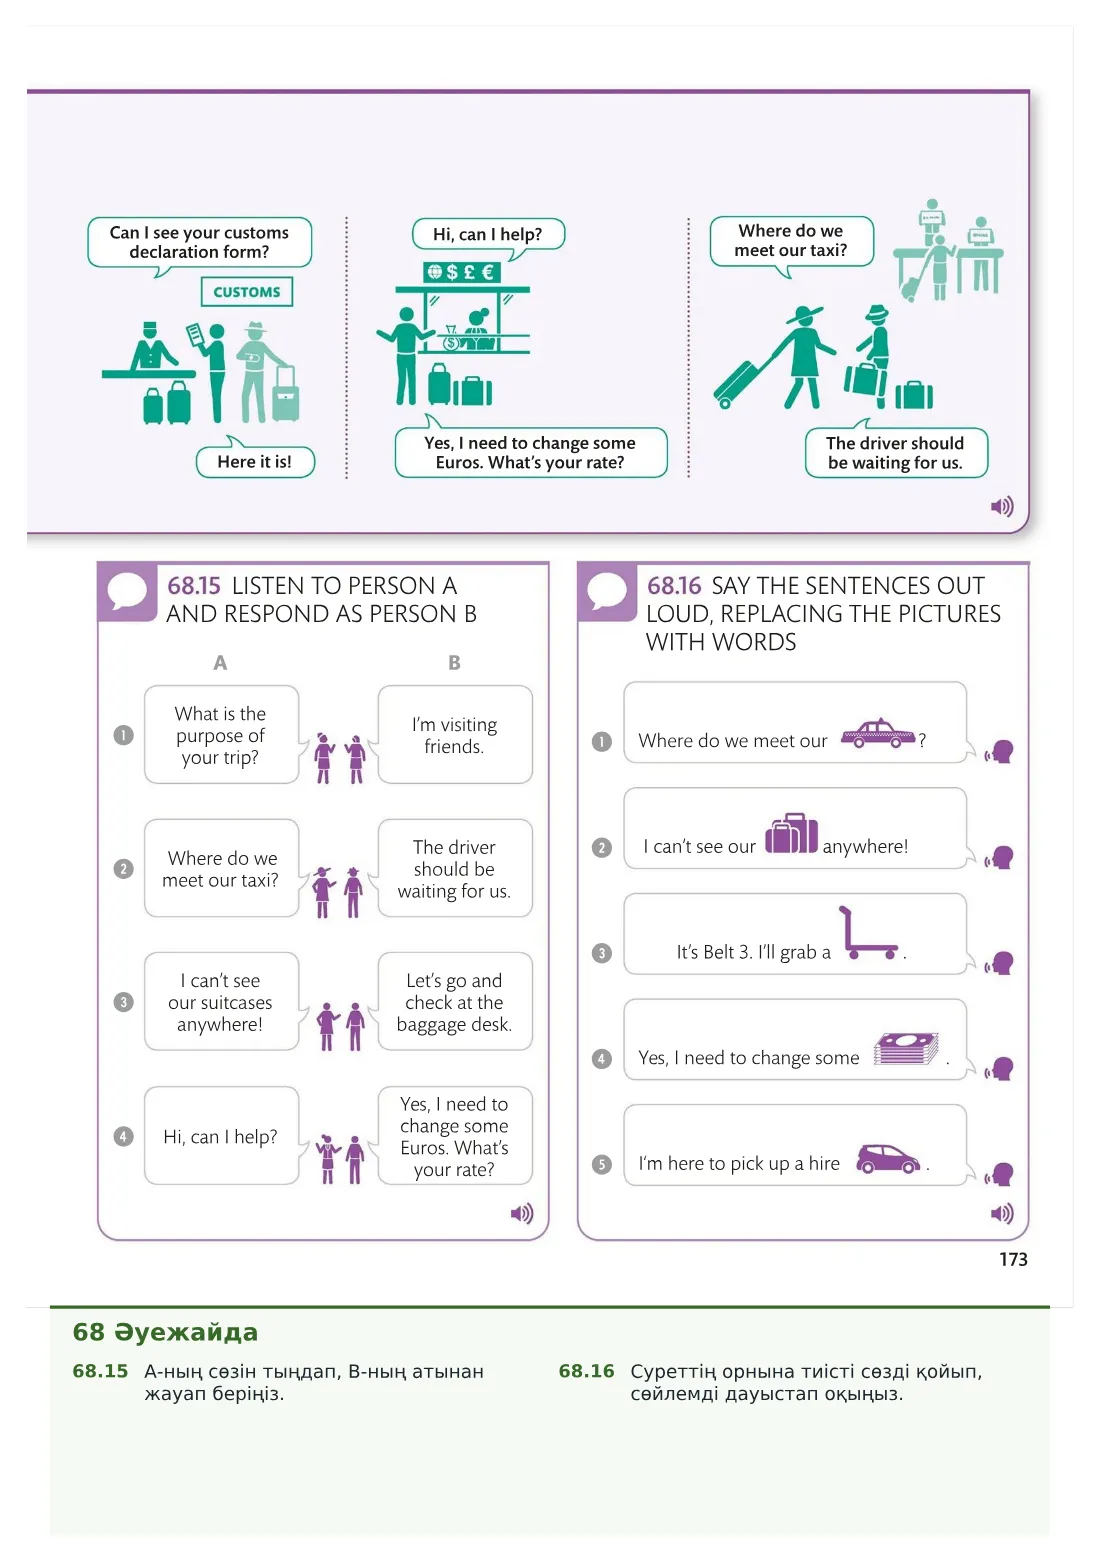 Can I see your customs
declaration form?
CUSTOMS
Here it is!
Hi, can I help?
$ £ €
$
Yes, I need to change some
Euros. What's your rate?
Where do we
meet our taxi?
The driver should
be waiting for us.
68.15 LISTEN TO PERSON A
AND RESPOND AS PERSON B
A
B
1
What is the
purpose of
your trip?
I'm visiting
friends.
2
Where do we
meet our taxi?
The driver
should be
waiting for us.
3
I can't see
our suitcases
anywhere!
Let's go and
check at the
baggage desk.
4
Hi, can I help?
Yes, I need to
change some
Euros. What's
your rate?
68.16 SAY THE SENTENCES OUT
LOUD, REPLACING THE PICTURES
WITH WORDS
1 Where do we meet our ?
2 I can't see our anywhere!
3 It's Belt 3. I'll grab a .
4 Yes, I need to change some .
5 I'm here to pick up a hire .
173
68 Әуежайда
68.15 А-ның сөзін тыңдап, В-ның атынан
жауап беріңіз.
68.16 Суреттің орнына тиісті сөзді қойып,
сөйлемді дауыстап оқыңыз.